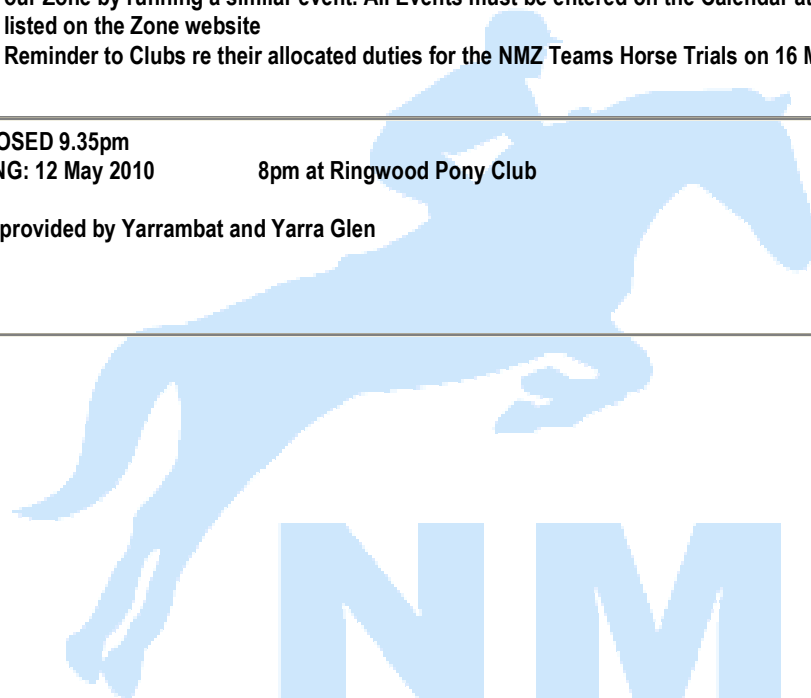 our Zone by running a similar event. All Events must be entered on the Calendar at
listed on the Zone website
Reminder to Clubs re their allocated duties for the NMZ Teams Horse Trials on 16 M
OSED 9.35pm
NG: 12 May 2010 8pm at Ringwood Pony Club
provided by Yarrambat and Yarra Glen
NM